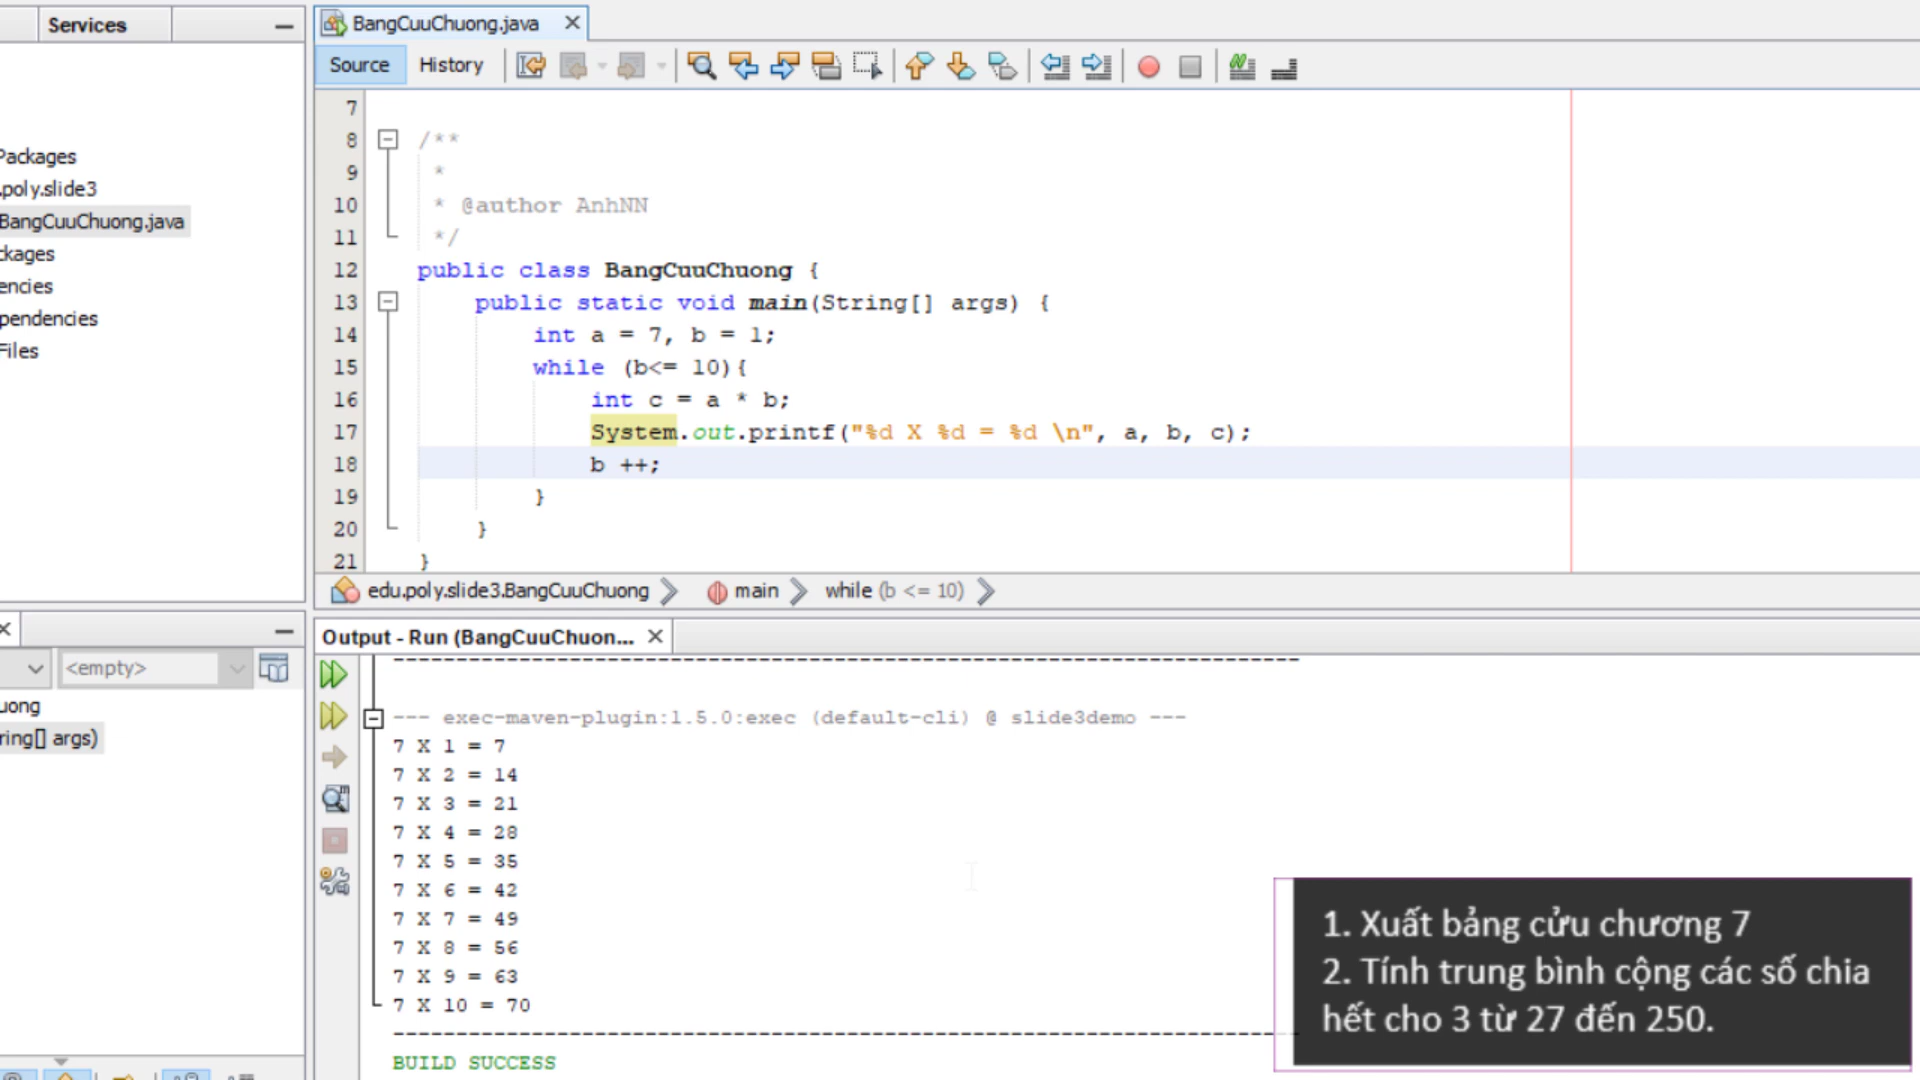 Services
BangCuuChuong.java
Source History
Packages
.poly.slide3
BangCuuChuong.java
ckages
encies
pendencies
Files
7
8 /**
9 *
10 * @author AnhNN
11 */
12 public class BangCuuChuong {
13 public static void main(String[] args) {
14 int a = 7, b = 1;
15 while (b<= 10){
16 int c = a * b;
17 System.out.printf("%d X %d = %d \n", a, b, c);
18 b ++;
19 }
20 }
21 }
edu.poly.slide3.BangCuuChuong main while (b <= 10)
<empty>
uong
ring[] args)
Output - Run (BangCuuChuon...
--- exec-maven-plugin:1.5.0:exec (default-cli) @ slide3demo ---
7 X 1 = 7
7 X 2 = 14
7 X 3 = 21
7 X 4 = 28
7 X 5 = 35
7 X 6 = 42
7 X 7 = 49
7 X 8 = 56
7 X 9 = 63
7 X 10 = 70
BUILD SUCCESS
1. Xuất bảng cửu chương 7
2. Tính trung bình cộng các số chia
hết cho 3 từ 27 đến 250.